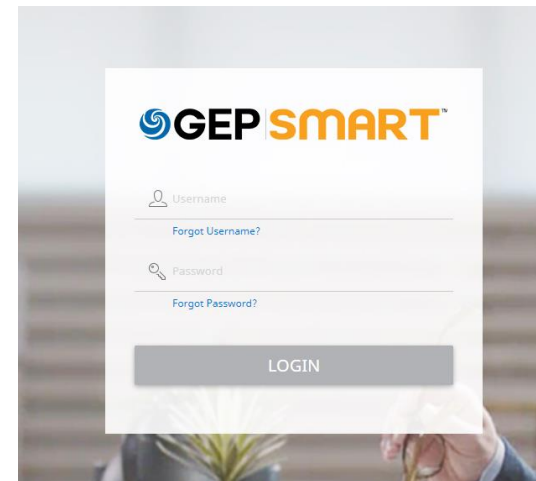 GEP SMART™
Username
Forgot Username?
Password
Forgot Password?
LOGIN